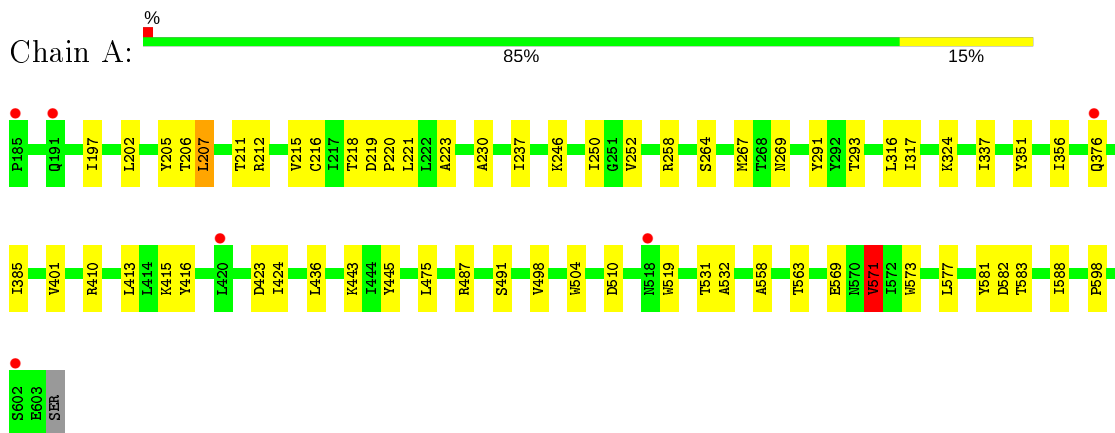 %
Chain A:
85% 15%
P185 Q191 I197 L202 Y205 T206 L207 T211 R212 V215 C216 I217 T218 D219 P220 L221 L222 A223 A230 I237 K246 I250 G251 V252 R258 S264 M267 T268 N269 Y291 Y292 T293 L316 I317 K324 I337 Y351 I356 Q376
I385 V401 R410 L413 L414 K415 Y416 L420 D423 I424 L436 K443 I444 Y445 L475 R487 S491 V498 W504 D510 N518 W519 T531 A532 A558 T563 E569 N570 V571 I572 W573 L577 Y581 D582 T583 I588 P598
S602 E603 SER